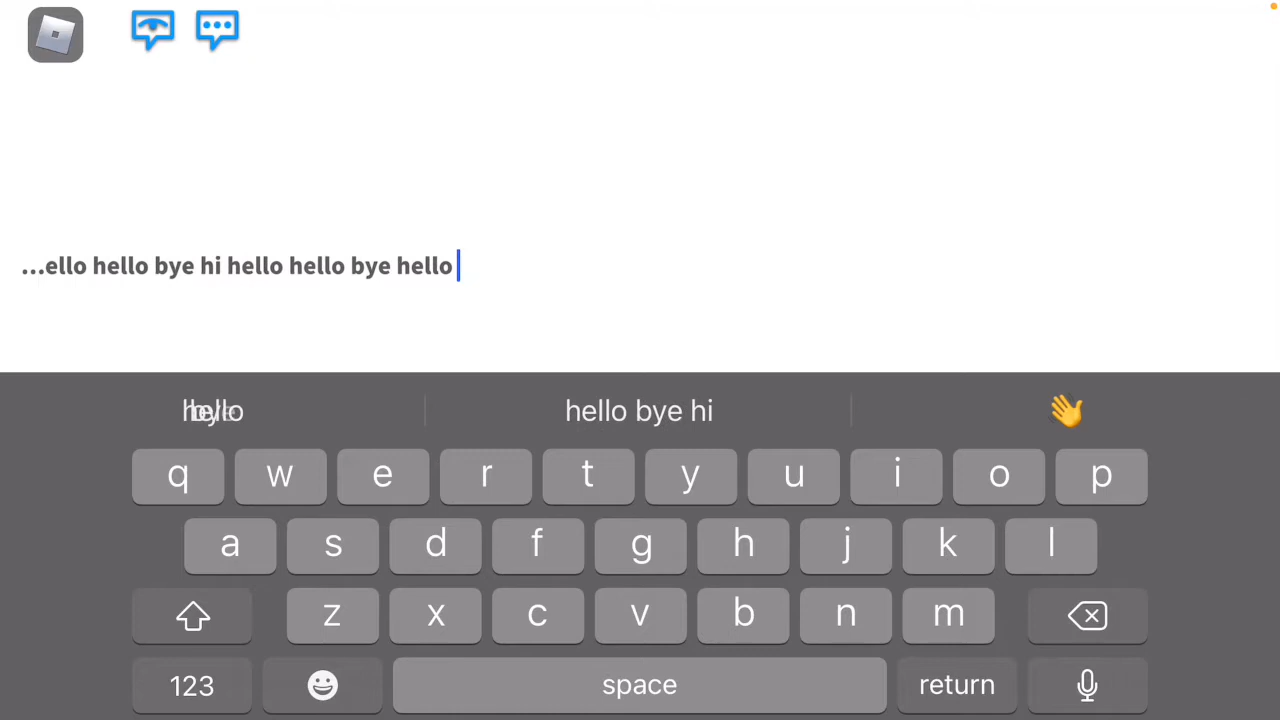 ...ello hello bye hi hello hello bye hello
hello bye hi 👋
q w e r t y u i o p
a s d f g h j k l
z x c v b n m
123 space return